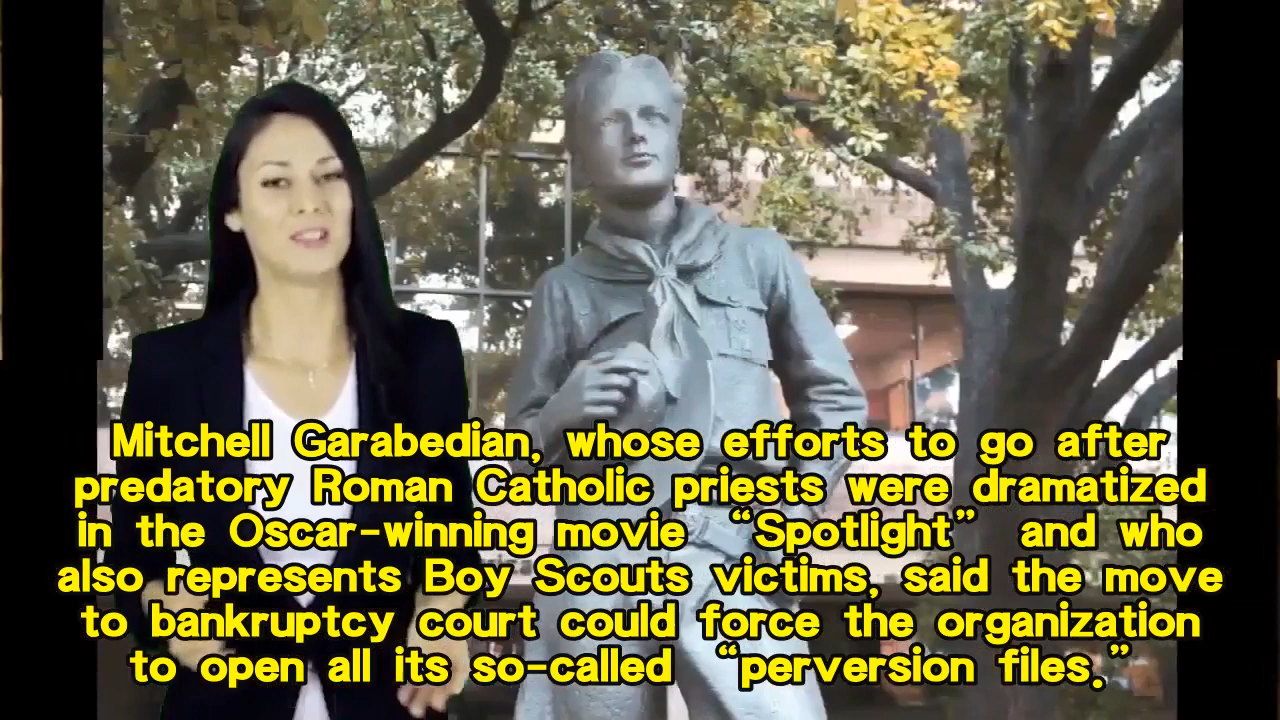 Mitchell Garabedian, whose efforts to go after
predatory Roman Catholic priests were dramatized
in the Oscar-winning movie “Spotlight” and who
also represents Boy Scouts victims, said the move
to bankruptcy court could force the organization
to open all its so-called “perversion files.”